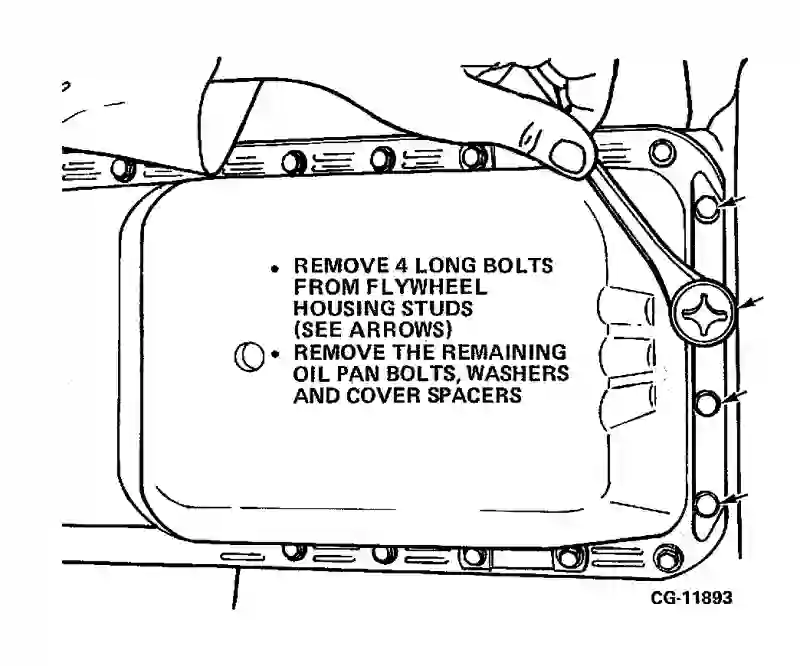 • REMOVE 4 LONG BOLTS
FROM FLYWHEEL
HOUSING STUDS
(SEE ARROWS)
• REMOVE THE REMAINING
OIL PAN BOLTS, WASHERS
AND COVER SPACERS
CG-11893